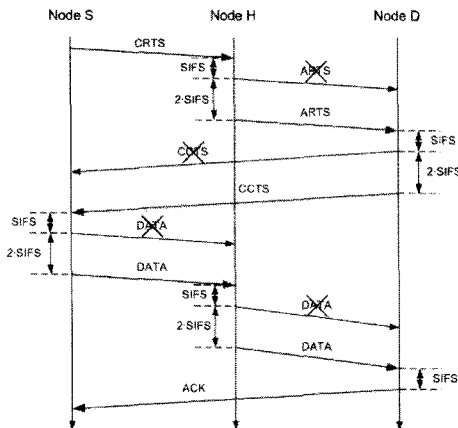 Node S Node H Node D
CRTS
SIFS ARTS
2·SIFS
ARTS
SIFS
CCTS
2·SIFS
CCTS
SIFS
DATA
2·SIFS
DATA
SIFS
DATA
2·SIFS
DATA
SIFS
ACK